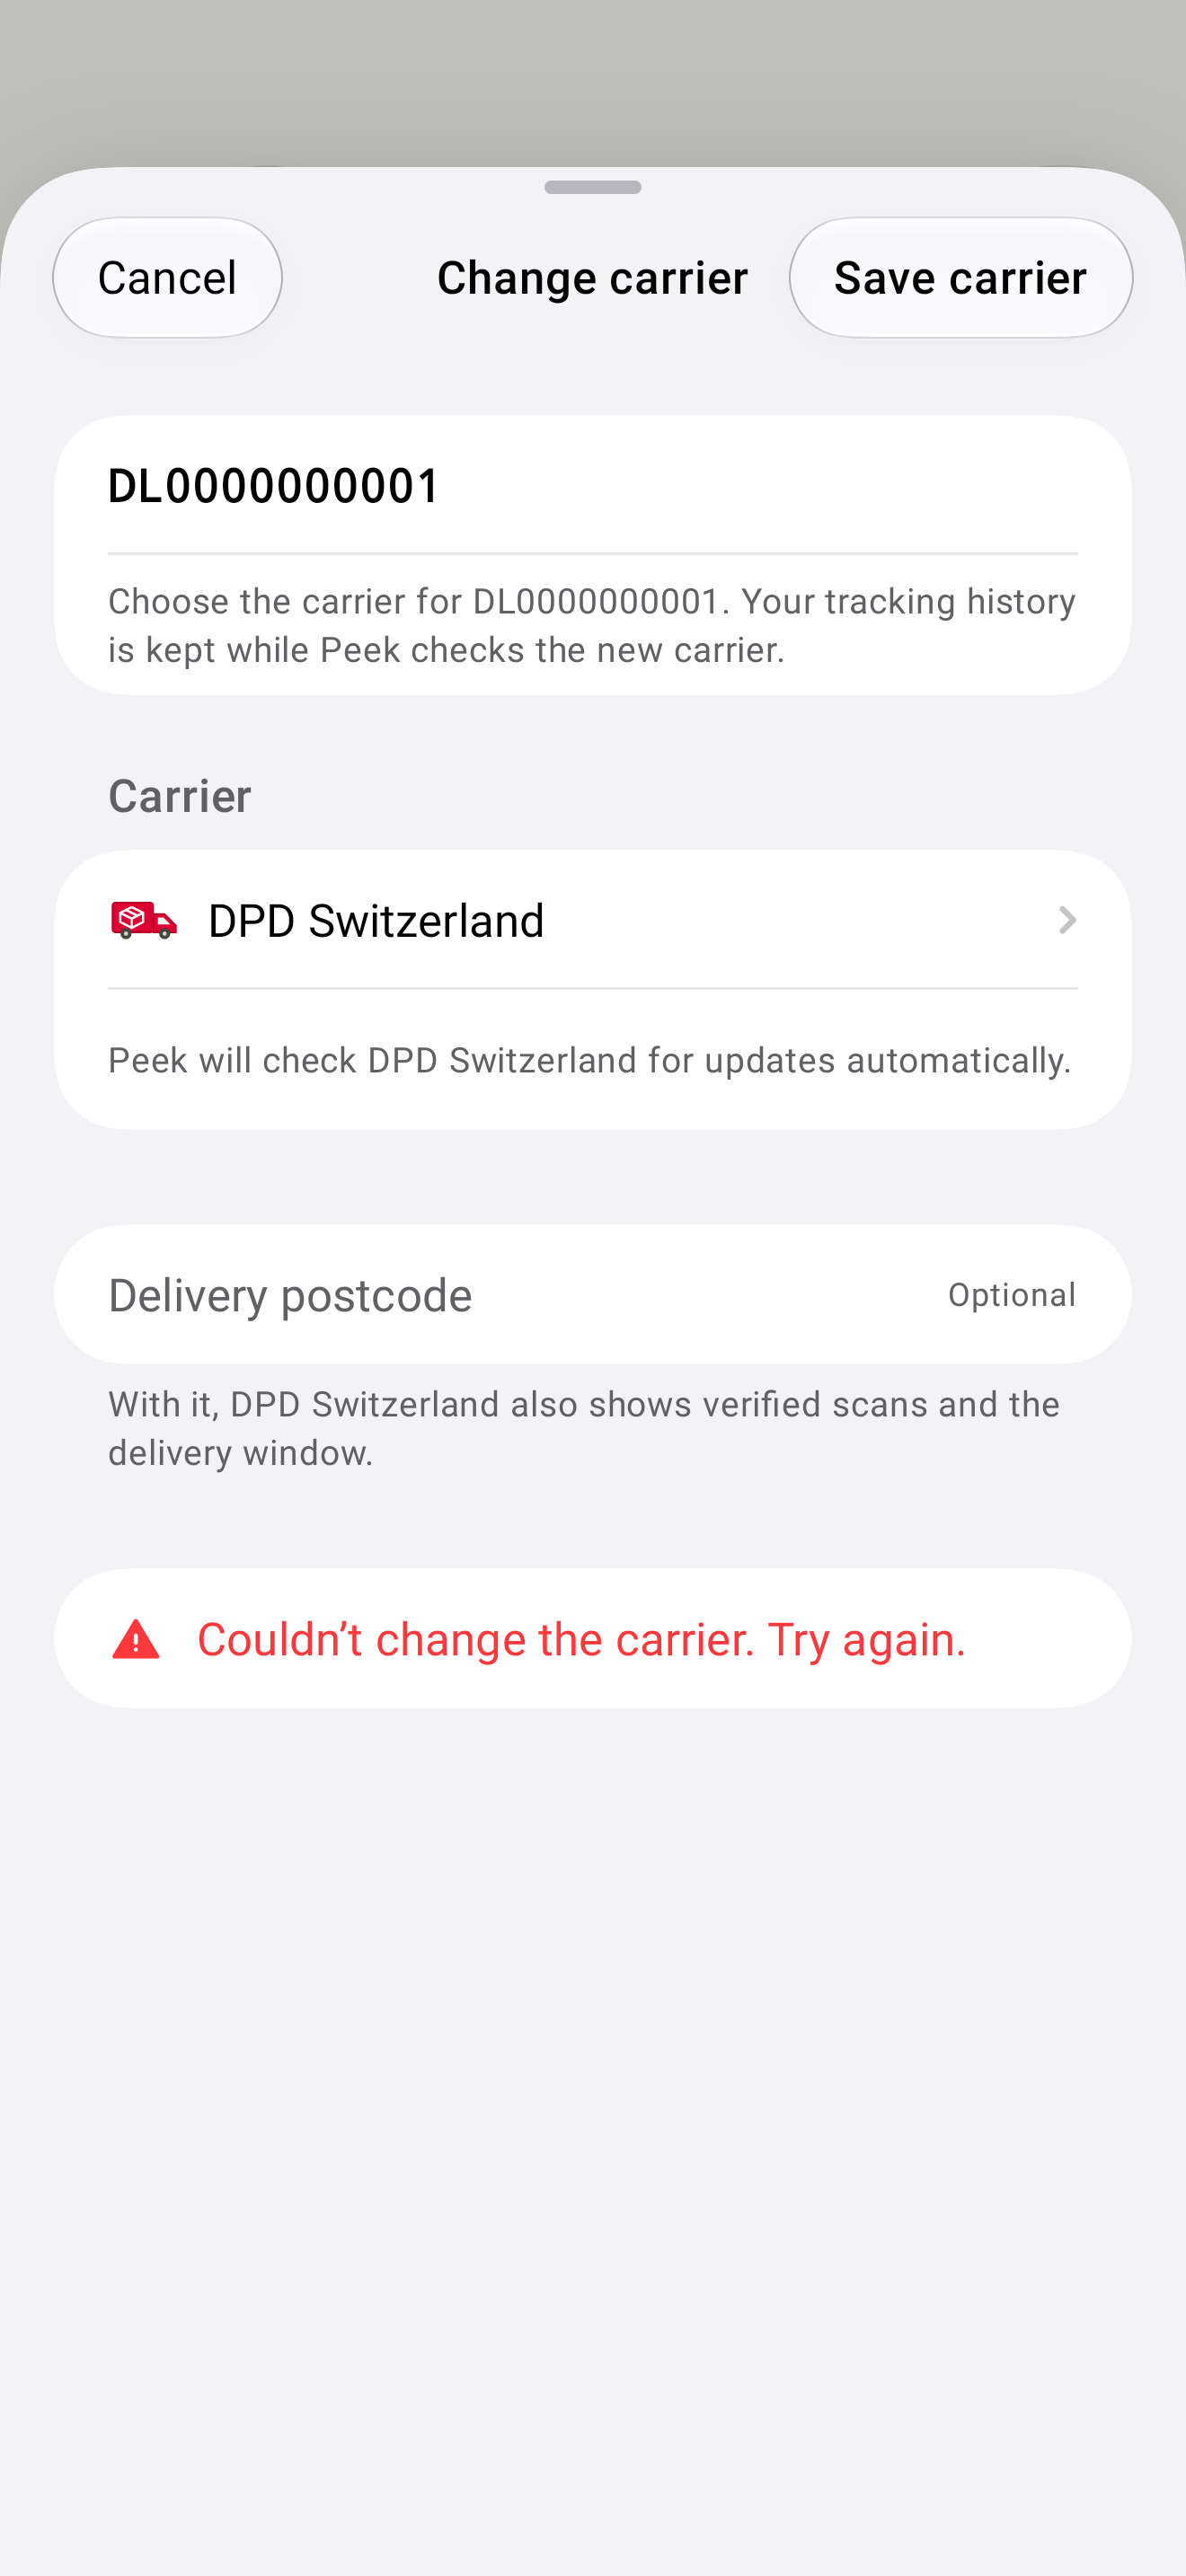 Cancel
Change carrier
Save carrier
DL0000000001
Choose the carrier for DL0000000001. Your tracking history
is kept while Peek checks the new carrier.
Carrier
DPD Switzerland
Peek will check DPD Switzerland for updates automatically.
Delivery postcode
Optional
With it, DPD Switzerland also shows verified scans and the
delivery window.
Couldn’t change the carrier. Try again.